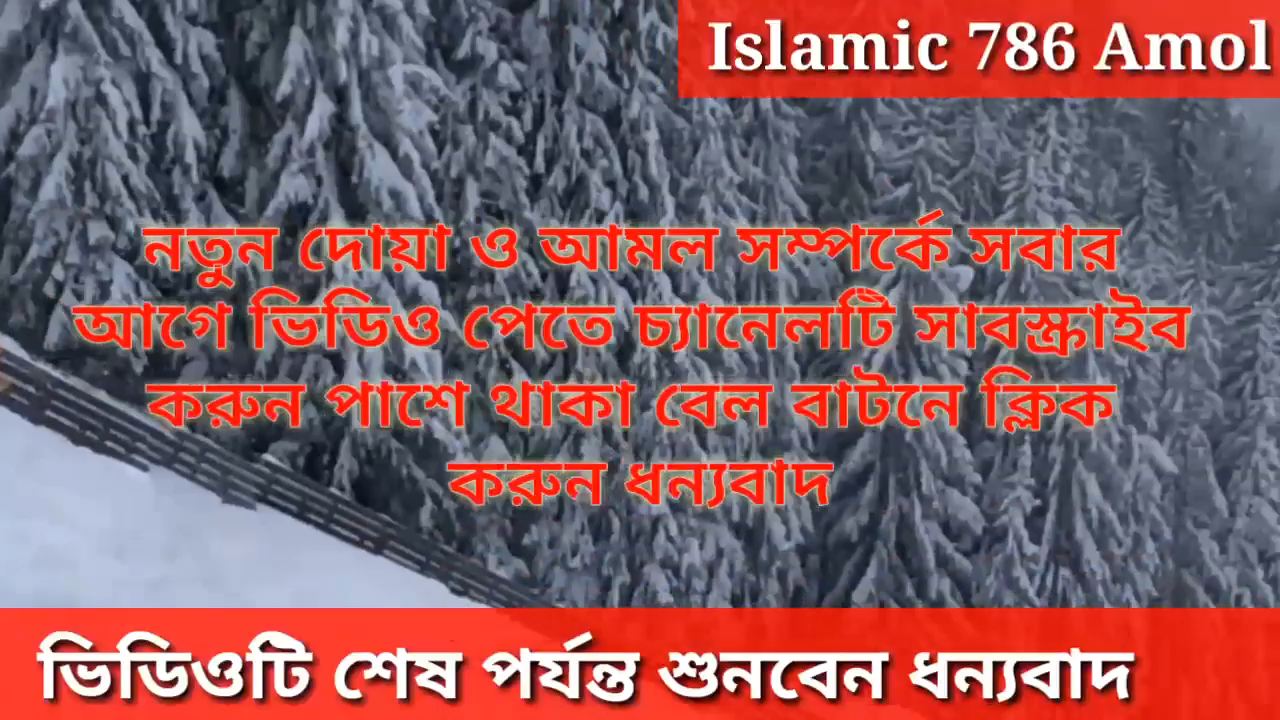 Islamic 786 Amol
নতুন দোয়া ও আমল সম্পর্কে সবার
আগে ভিডিও পেতে চ্যানেলটি সাবস্ক্রাইব
করুন পাশে থাকা বেল বাটনে ক্লিক
করুন ধন্যবাদ
ভিডিওটি শেষ পর্যন্ত শুনবেন ধন্যবাদ